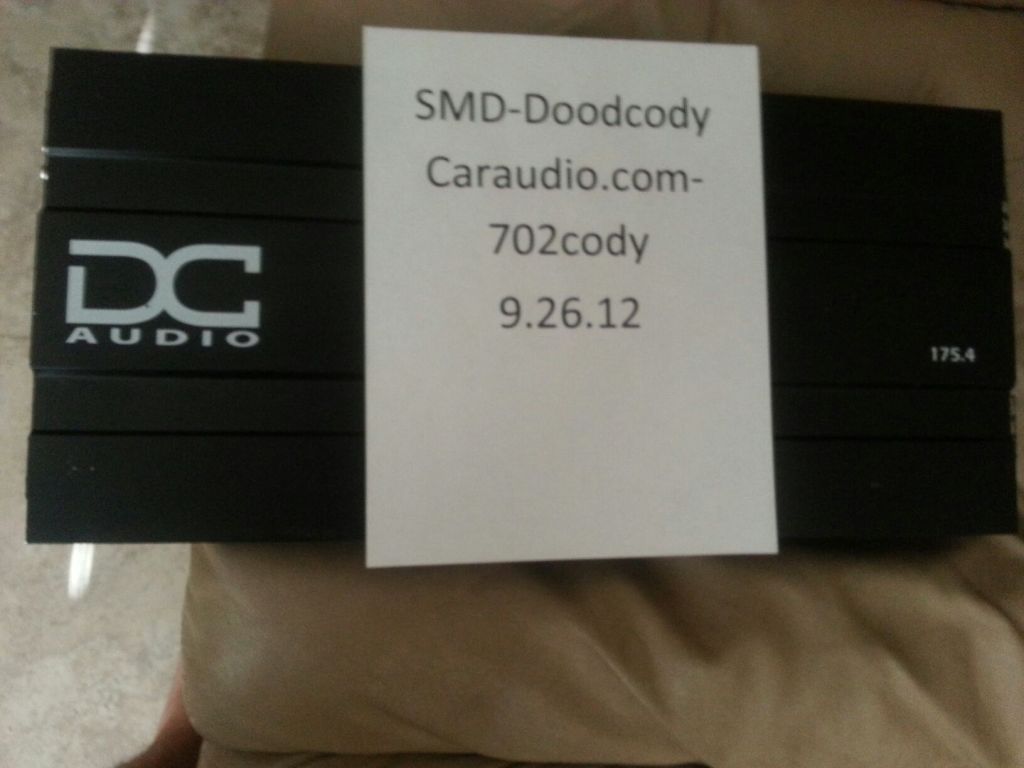 SMD-Doodcody
Caraudio.com-
702cody
9.26.12
DC
AUDIO
175.4